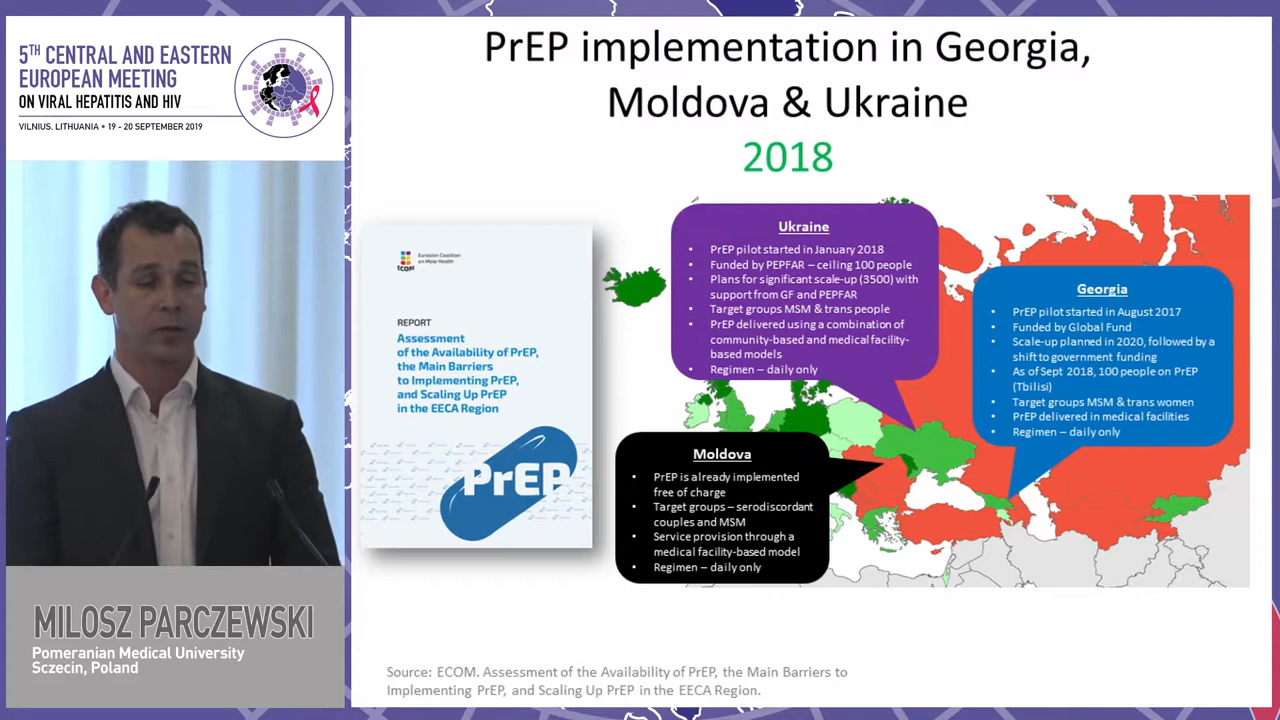 5TH CENTRAL AND EASTERN
EUROPEAN MEETING
ON VIRAL HEPATITIS AND HIV
VILNIUS, LITHUANIA • 19 - 20 SEPTEMBER 2019
MILOSZ PARCZEWSKI
Pomeranian Medical University
Sczecin, Poland
PrEP implementation in Georgia,
Moldova & Ukraine
2018
ECOM
Eurasian Coalition
on Male Health
REPORT
Assessment
of the Availability of PrEP,
the Main Barriers
to Implementing PrEP,
and Scaling Up PrEP
in the EECA Region
PrEP
Ukraine
• PrEP pilot started in January 2018
• Funded by PEPFAR – ceiling 100 people
• Plans for significant scale-up (3500) with
support from GF and PEPFAR
• Target groups MSM & trans people
• PrEP delivered using a combination of
community-based and medical facility-
based models
• Regimen – daily only
Georgia
• PrEP pilot started in August 2017
• Funded by Global Fund
• Scale-up planned in 2020, followed by a
shift to government funding
• As of Sept 2018, 100 people on PrEP
(Tbilisi)
• Target groups MSM & trans women
• PrEP delivered in medical facilities
• Regimen – daily only
Moldova
• PrEP is already implemented
free of charge
• Target groups – serodiscordant
couples and MSM
• Service provision through a
medical facility-based model
• Regimen – daily only
Source: ECOM. Assessment of the Availability of PrEP, the Main Barriers to
Implementing PrEP, and Scaling Up PrEP in the EECA Region.